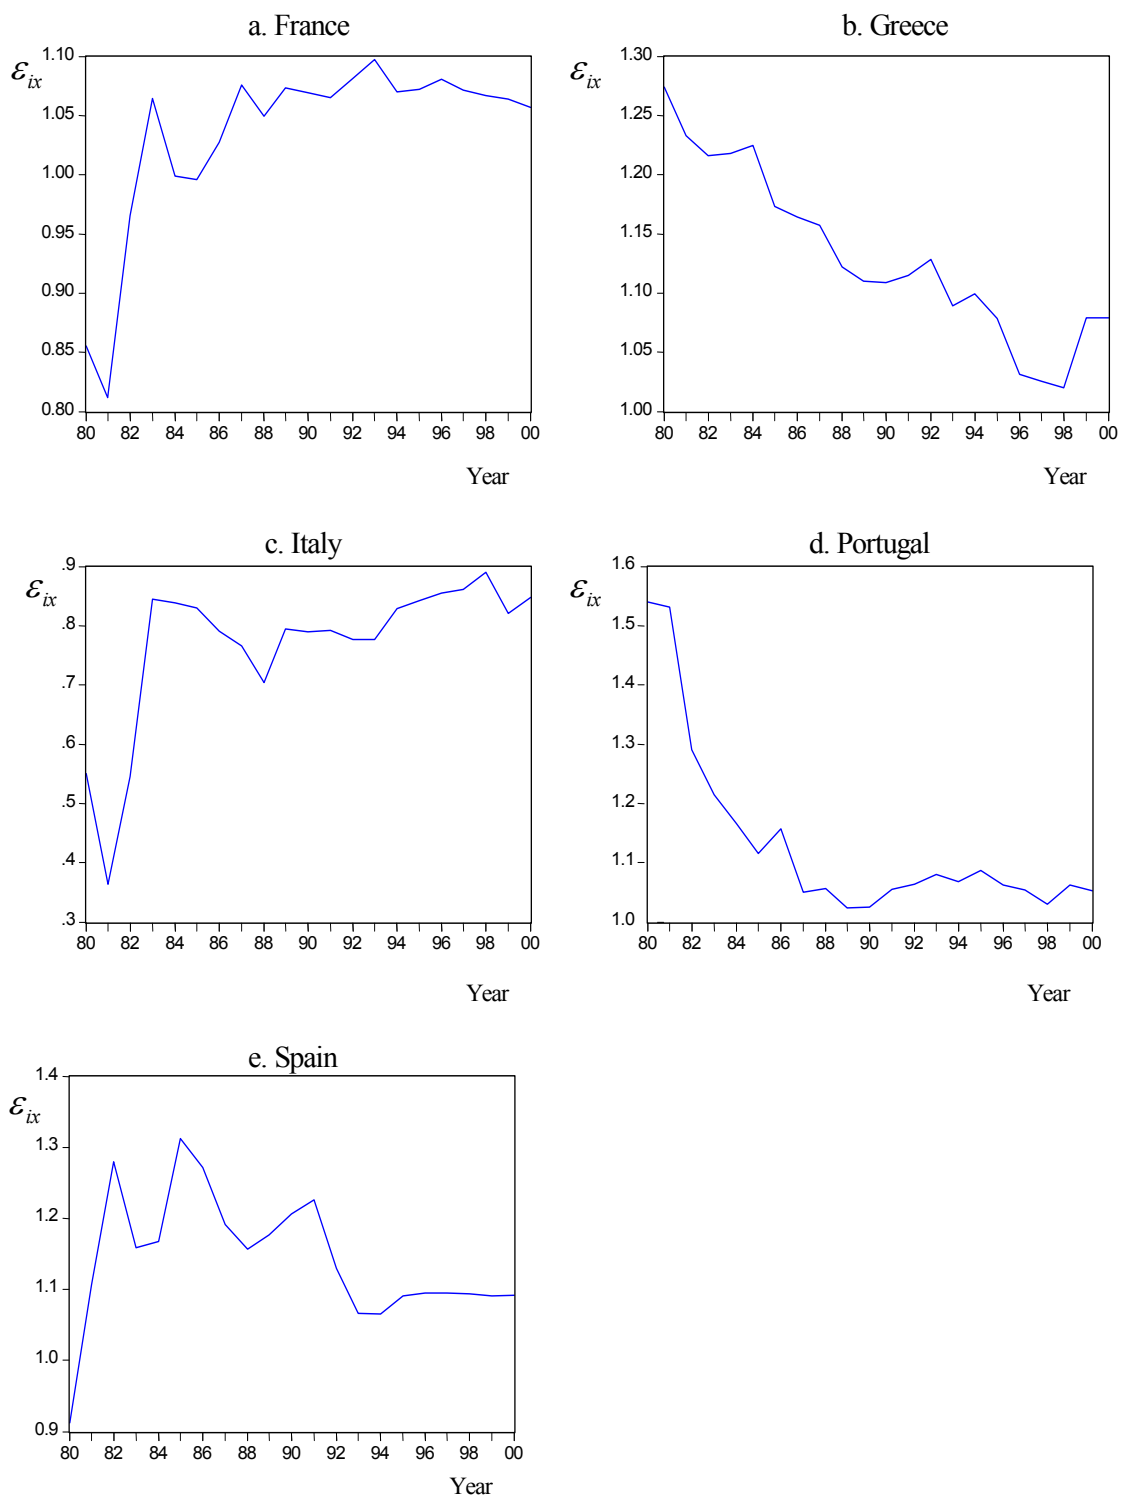 a. France
ε_ix
1.10
1.05
1.00
0.95
0.90
0.85
0.80
80 82 84 86 88 90 92 94 96 98 00
Year
b. Greece
ε_ix
1.30
1.25
1.20
1.15
1.10
1.05
1.00
80 82 84 86 88 90 92 94 96 98 00
Year
c. Italy
ε_ix
.9
.8
.7
.6
.5
.4
.3
80 82 84 86 88 90 92 94 96 98 00
Year
d. Portugal
ε_ix
1.6
1.5
1.4
1.3
1.2
1.1
1.0
80 82 84 86 88 90 92 94 96 98 00
Year
e. Spain
ε_ix
1.4
1.3
1.2
1.1
1.0
0.9
80 82 84 86 88 90 92 94 96 98 00
Year